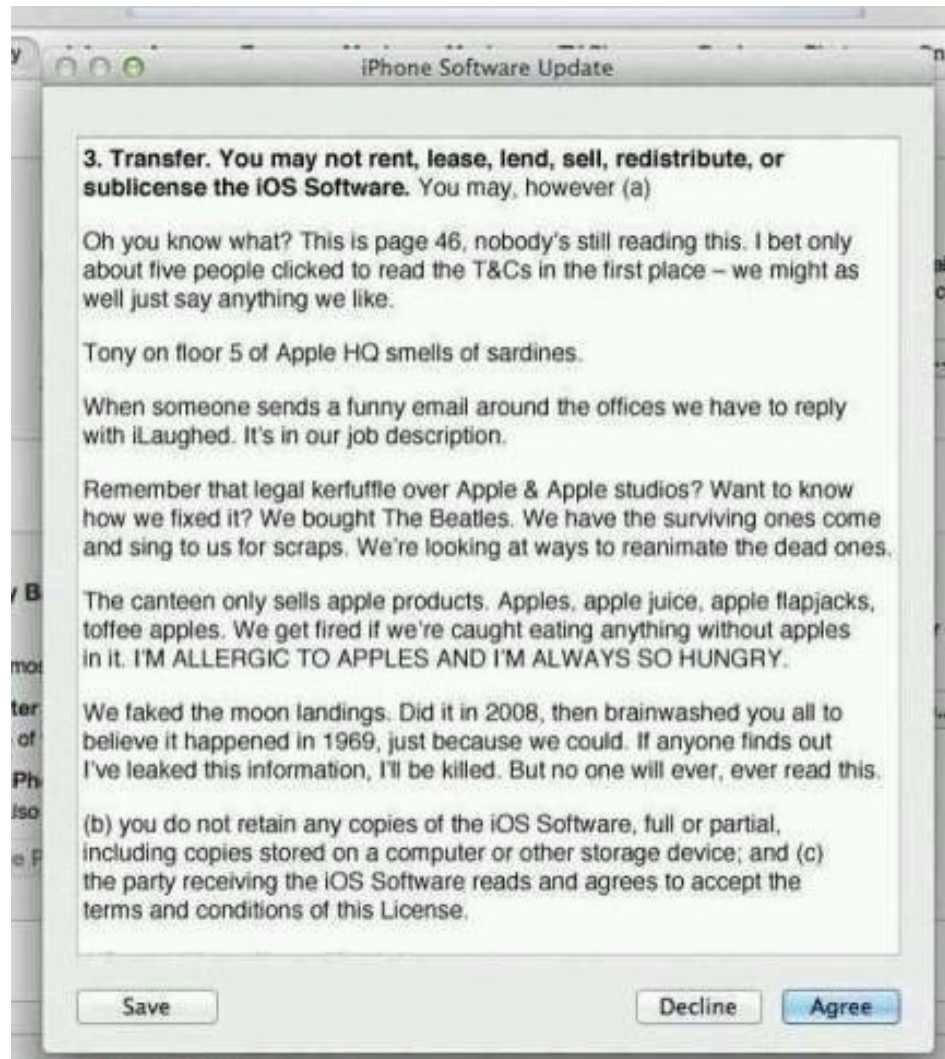 iPhone Software Update
3. Transfer. You may not rent, lease, lend, sell, redistribute, or
sublicense the iOS Software. You may, however (a)
Oh you know what? This is page 46, nobody's still reading this. I bet only
about five people clicked to read the T&Cs in the first place – we might as
well just say anything we like.
Tony on floor 5 of Apple HQ smells of sardines.
When someone sends a funny email around the offices we have to reply
with iLaughed. It's in our job description.
Remember that legal kerfuffle over Apple & Apple studios? Want to know
how we fixed it? We bought The Beatles. We have the surviving ones come
and sing to us for scraps. We're looking at ways to reanimate the dead ones.
The canteen only sells apple products. Apples, apple juice, apple flapjacks,
toffee apples. We get fired if we're caught eating anything without apples
in it. I'M ALLERGIC TO APPLES AND I'M ALWAYS SO HUNGRY.
We faked the moon landings. Did it in 2008, then brainwashed you all to
believe it happened in 1969, just because we could. If anyone finds out
I've leaked this information, I'll be killed. But no one will ever, ever read this.
(b) you do not retain any copies of the iOS Software, full or partial,
including copies stored on a computer or other storage device; and (c)
the party receiving the iOS Software reads and agrees to accept the
terms and conditions of this License.
Save
Decline
Agree